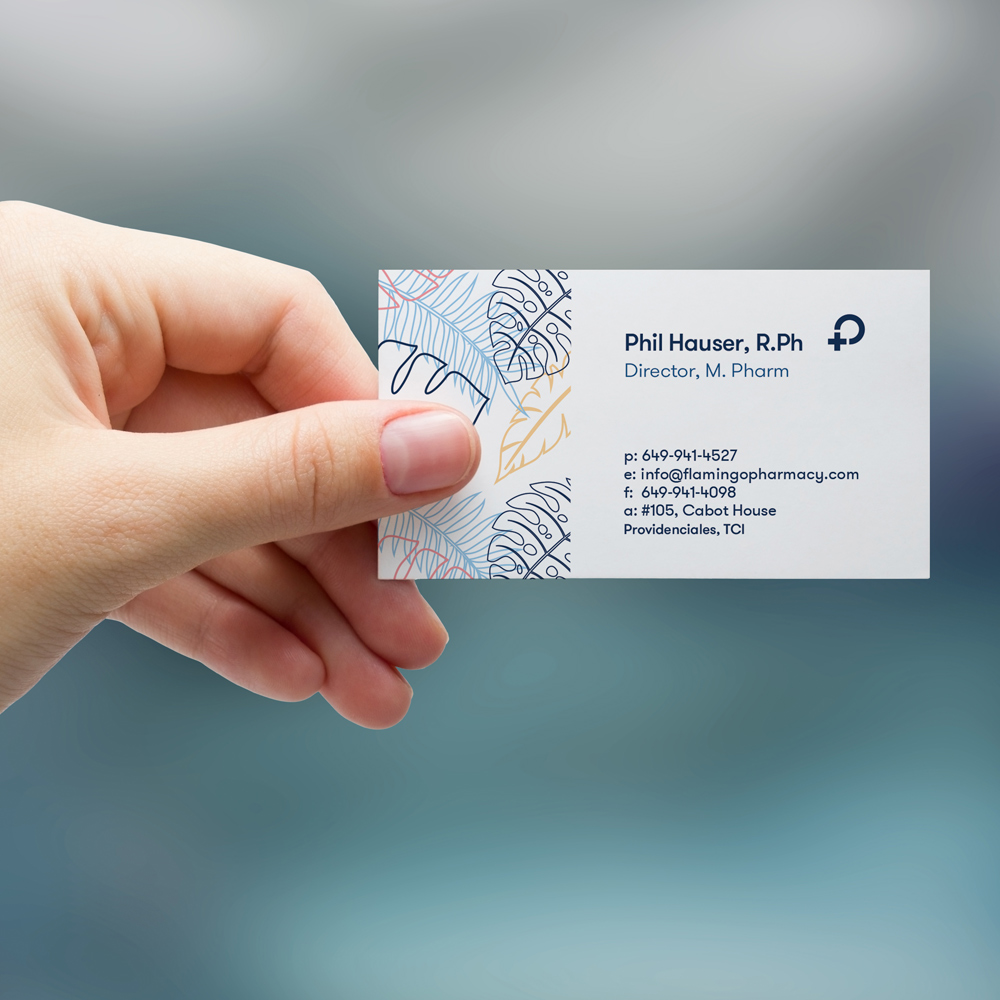 Phil Hauser, R.Ph
Director, M. Pharm
p: 649-941-4527
e: info@flamingopharmacy.com
f: 649-941-4098
a: #105, Cabot House
Providenciales, TCI